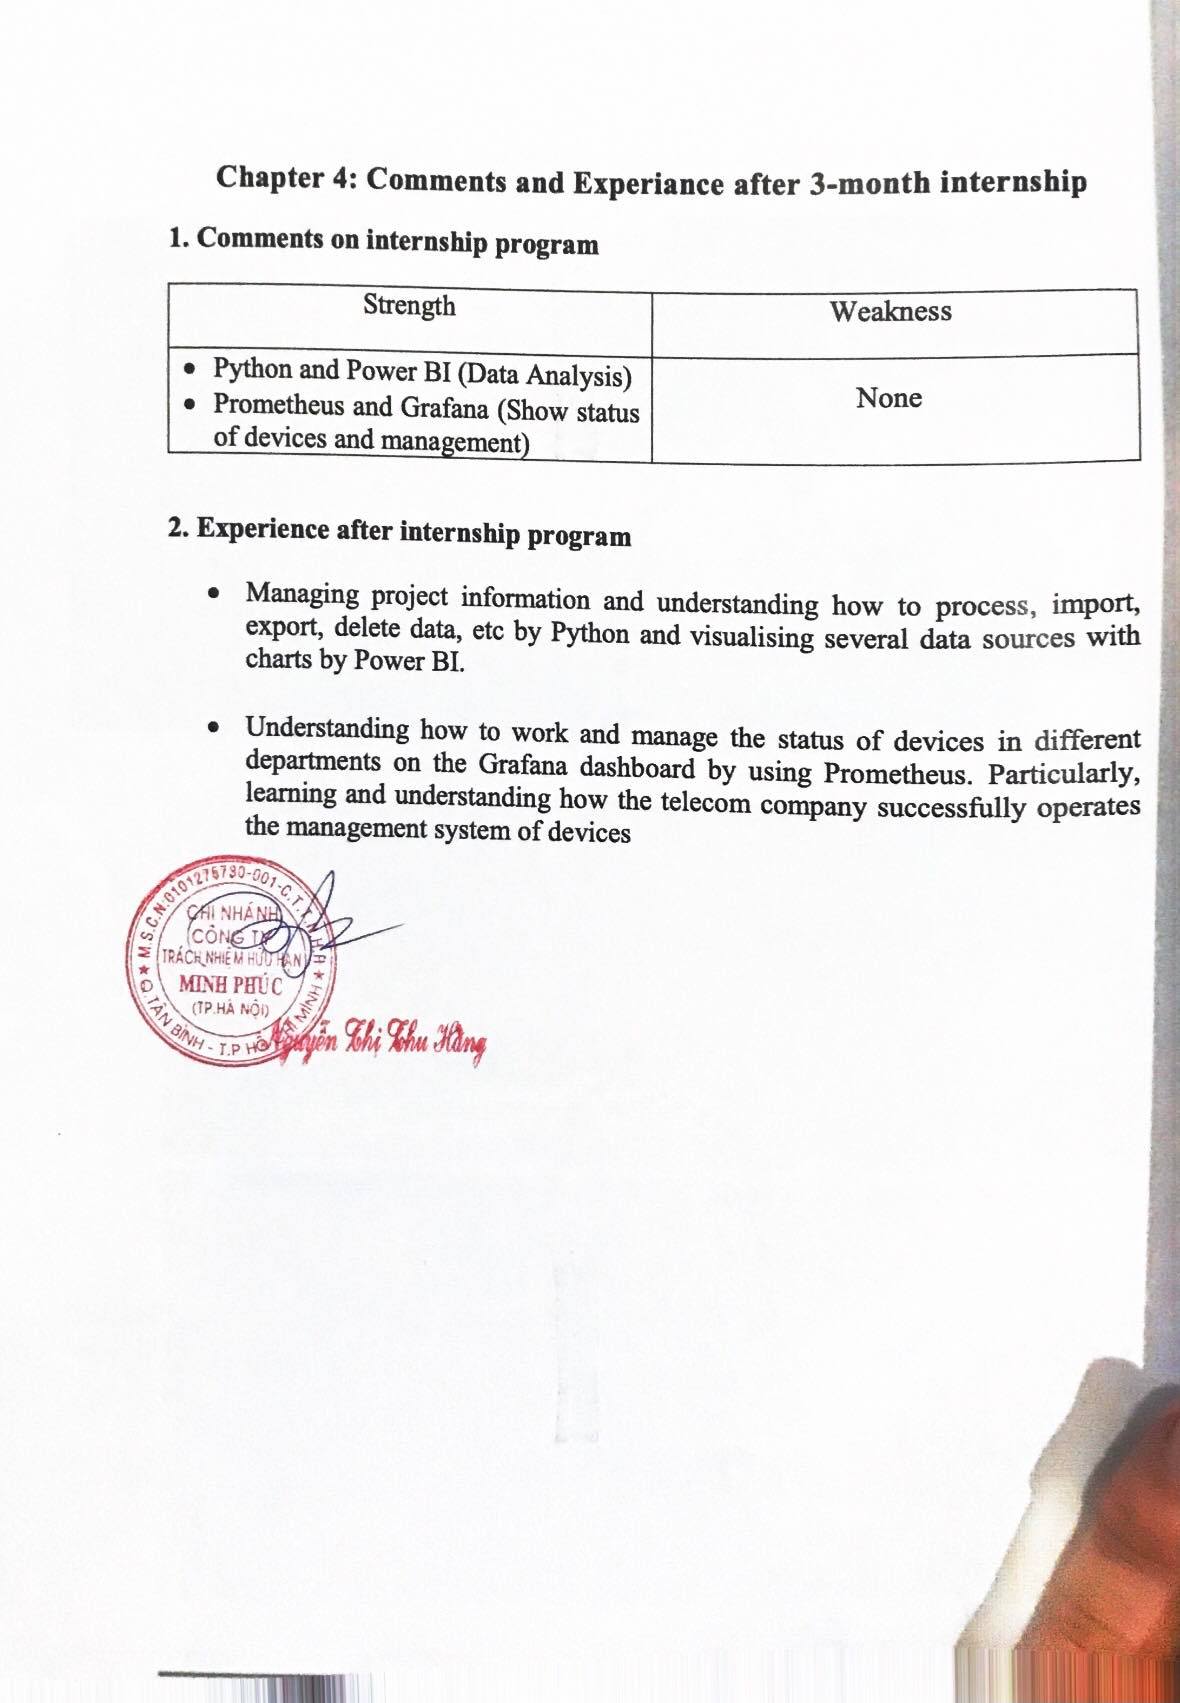 Chapter 4: Comments and Experiance after 3-month internship
1. Comments on internship program
Strength
Weakness
• Python and Power BI (Data Analysis)
• Prometheus and Grafana (Show status
of devices and management)
None
2. Experience after internship program
• Managing project information and understanding how to process, import,
export, delete data, etc by Python and visualising several data sources with
charts by Power BI.
• Understanding how to work and manage the status of devices in different
departments on the Grafana dashboard by using Prometheus. Particularly,
learning and understanding how the telecom company successfully operates
the management system of devices
M.S.C.N:0101275730-001-C.T.T.N.H.H
CHI NHÁNH
CÔNG TY
TRÁCH NHIỆM HỮU HẠN
MINH PHÚC
(TP.HÀ NỘI)
Q.TÂN BÌNH - T.P HỒ CHÍ MINH
Nguyễn Thị Thu Hằng